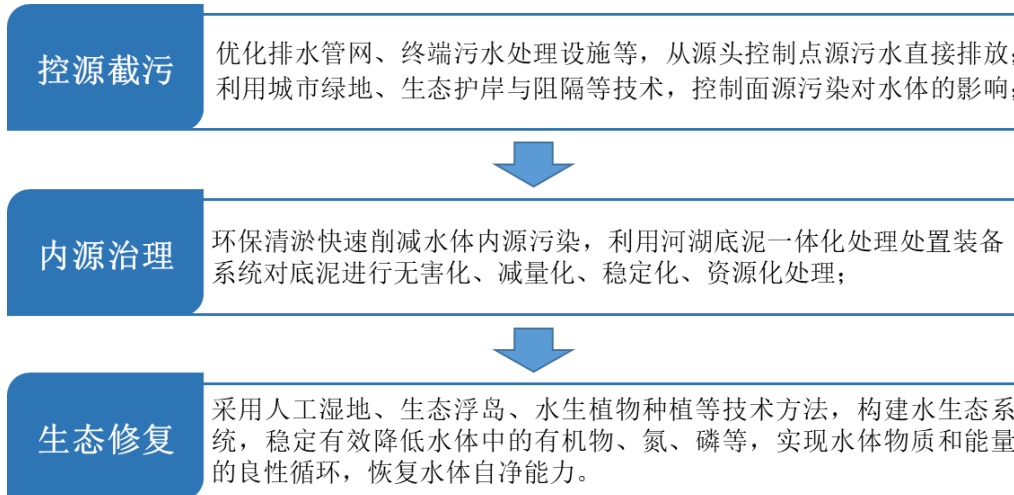 控源截污
优化排水管网、终端污水处理设施等，从源头控制点源污水直接排放；
利用城市绿地、生态护岸与阻隔等技术，控制面源污染对水体的影响；
内源治理
环保清淤快速削减水体内源污染，利用河湖底泥一体化处理处置装备
系统对底泥进行无害化、减量化、稳定化、资源化处理；
生态修复
采用人工湿地、生态浮岛、水生植物种植等技术方法，构建水生态系
统，稳定有效降低水体中的有机物、氮、磷等，实现水体物质和能量
的良性循环，恢复水体自净能力。